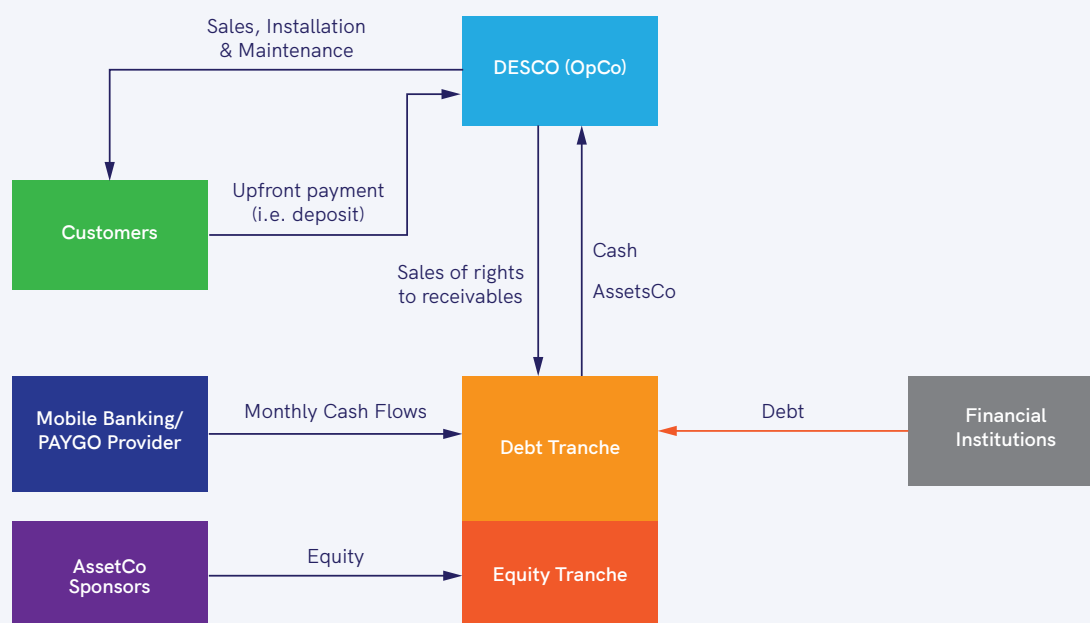 Sales, Installation
& Maintenance
DESCO (OpCo)
Upfront payment
(i.e. deposit)
Customers
Cash
Sales of rights
to receivables
AssetsCo
Mobile Banking/
PAYGO Provider
Monthly Cash Flows
Debt Tranche
Debt
Financial
Institutions
AssetCo
Sponsors
Equity
Equity Tranche